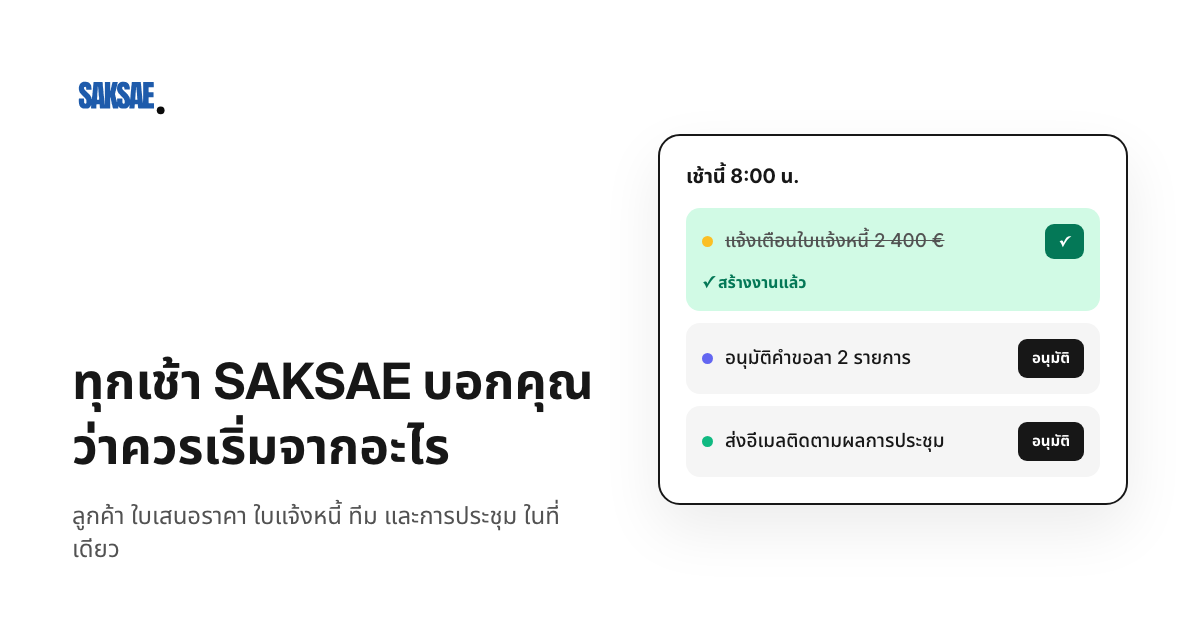 SAKSAE.
ทุกเช้า SAKSAE บอกคุณ
ว่าควรเริ่มจากอะไร
ลูกค้า ใบเสนอราคา ใบแจ้งหนี้ ทีม และการประชุม ในที่
เดียว
เช้านี้ 8:00 น.
แจ้งเตือนใบแจ้งหนี้ 2 400 €
✓
✓ สร้างงานแล้ว
อนุมัติคำขอลา 2 รายการ
อนุมัติ
ส่งอีเมลติดตามผลการประชุม
อนุมัติ